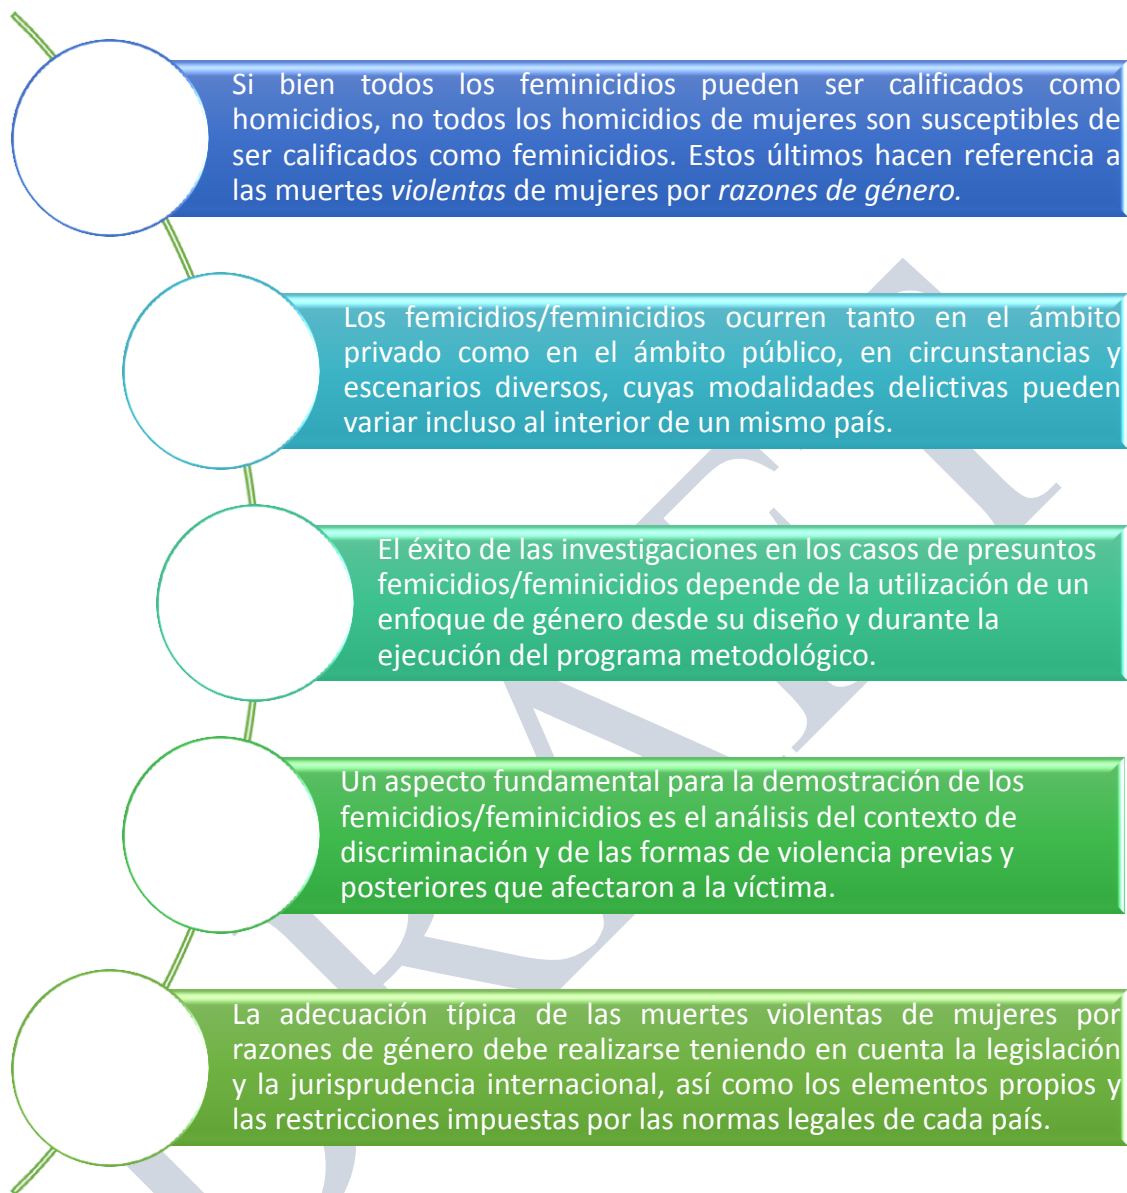 Si bien todos los feminicidios pueden ser calificados como
homicidios, no todos los homicidios de mujeres son susceptibles de
ser calificados como feminicidios. Estos últimos hacen referencia a
las muertes violentas de mujeres por razones de género.
Los femicidios/feminicidios ocurren tanto en el ámbito
privado como en el ámbito público, en circunstancias y
escenarios diversos, cuyas modalidades delictivas pueden
variar incluso al interior de un mismo país.
El éxito de las investigaciones en los casos de presuntos
femicidios/feminicidios depende de la utilización de un
enfoque de género desde su diseño y durante la
ejecución del programa metodológico.
Un aspecto fundamental para la demostración de los
femicidios/feminicidios es el análisis del contexto de
discriminación y de las formas de violencia previas y
posteriores que afectaron a la víctima.
La adecuación típica de las muertes violentas de mujeres por
razones de género debe realizarse teniendo en cuenta la legislación
y la jurisprudencia internacional, así como los elementos propios y
las restricciones impuestas por las normas legales de cada país.
DRAFT